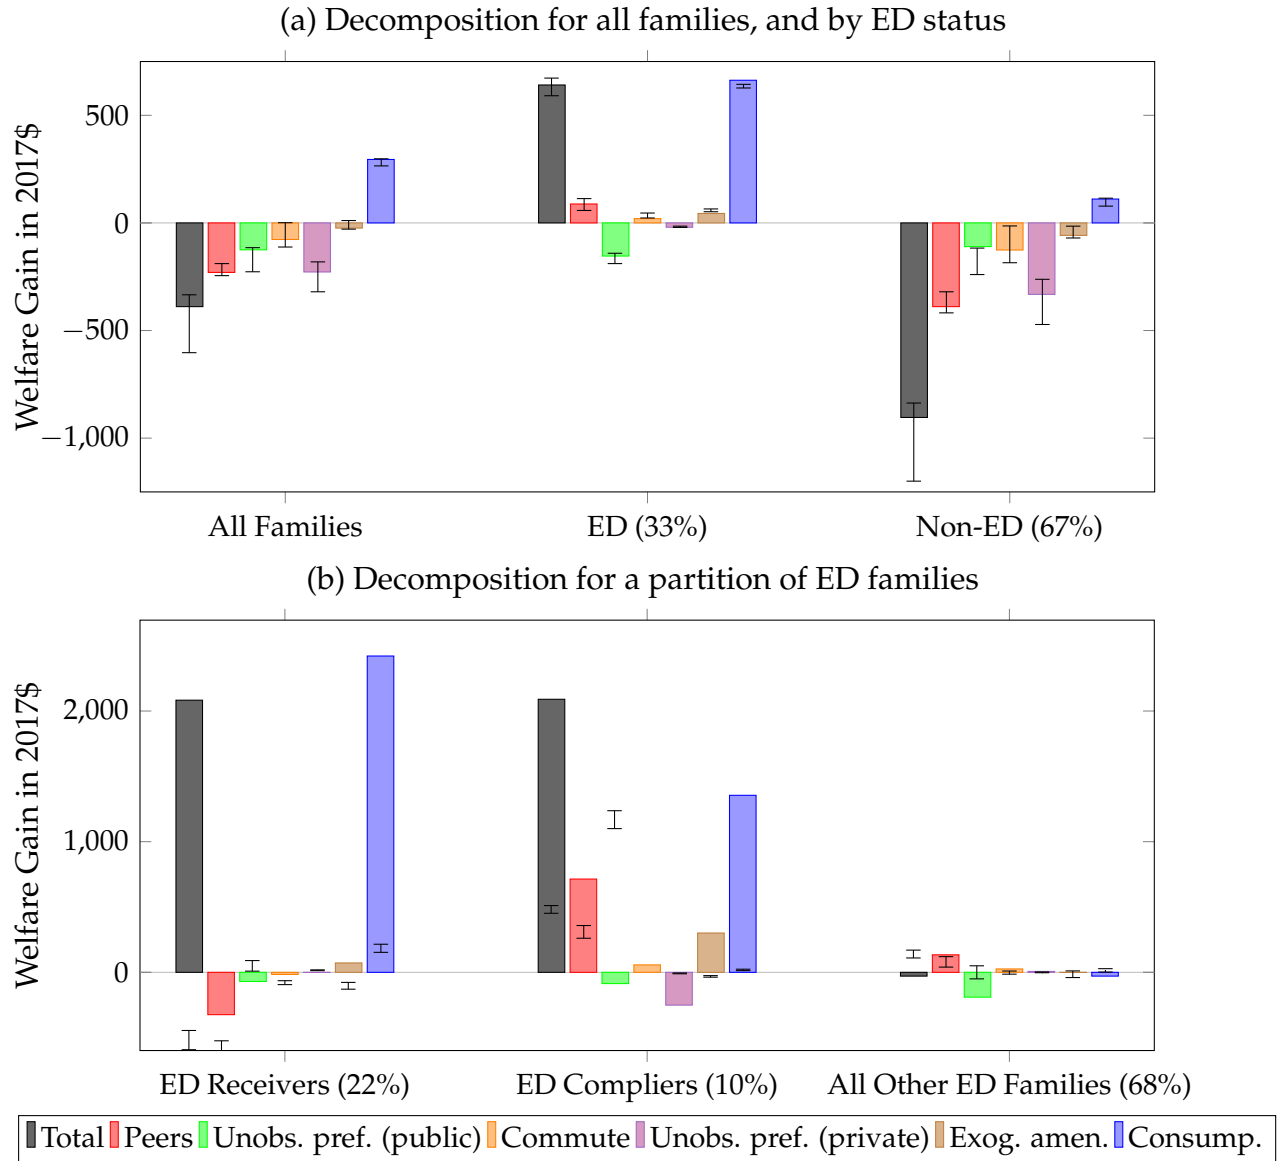 (a) Decomposition for all families, and by ED status
Welfare Gain in 2017$
500
0
−500
−1,000
All Families
ED (33%)
Non-ED (67%)
(b) Decomposition for a partition of ED families
Welfare Gain in 2017$
2,000
1,000
0
ED Receivers (22%)
ED Compliers (10%)
All Other ED Families (68%)
Total Peers Unobs. pref. (public) Commute Unobs. pref. (private) Exog. amen. Consump.